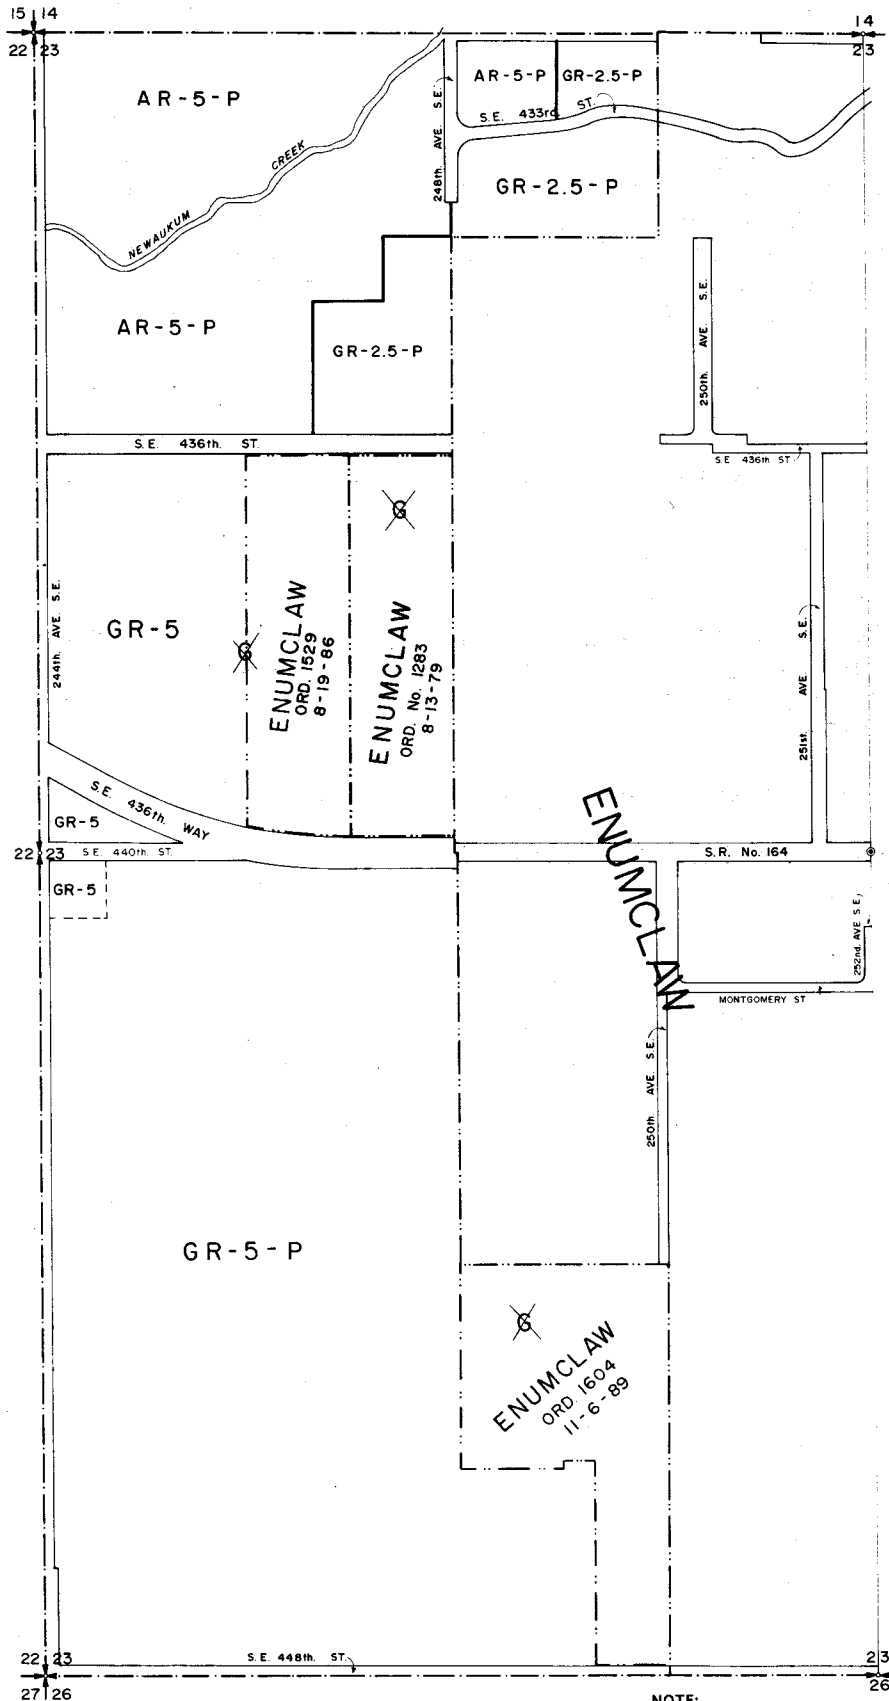 15 14
22 23
14
23
AR-5-P
AR-5-P
GR-2.5-P
248th. AVE. S.E.
S.E. 433rd. ST.
NEWAUKUM CREEK
GR-2.5-P
AR-5-P
GR-2.5-P
250th. AVE. S.E.
S.E. 436th. ST.
S.E 436th ST.
G
244th. AVE. S.E.
GR-5
G
ENUMCLAW
ORD. 1529
8-19-86
ENUMCLAW
ORD. No. 1283
8-13-79
251st. AVE. S.E.
S.E. 436th. WAY
GR-5
ENUMCLAW
22 23
S.E. 440th. ST.
S.R. No. 164
GR-5
252nd. AVE S.E.
MONTGOMERY ST
250th. AVE. S.E.
GR-5-P
G
ENUMCLAW
ORD. 1604
11-6-89
22 23
S.E. 448th. ST.
23
27 26
26
NOTE: